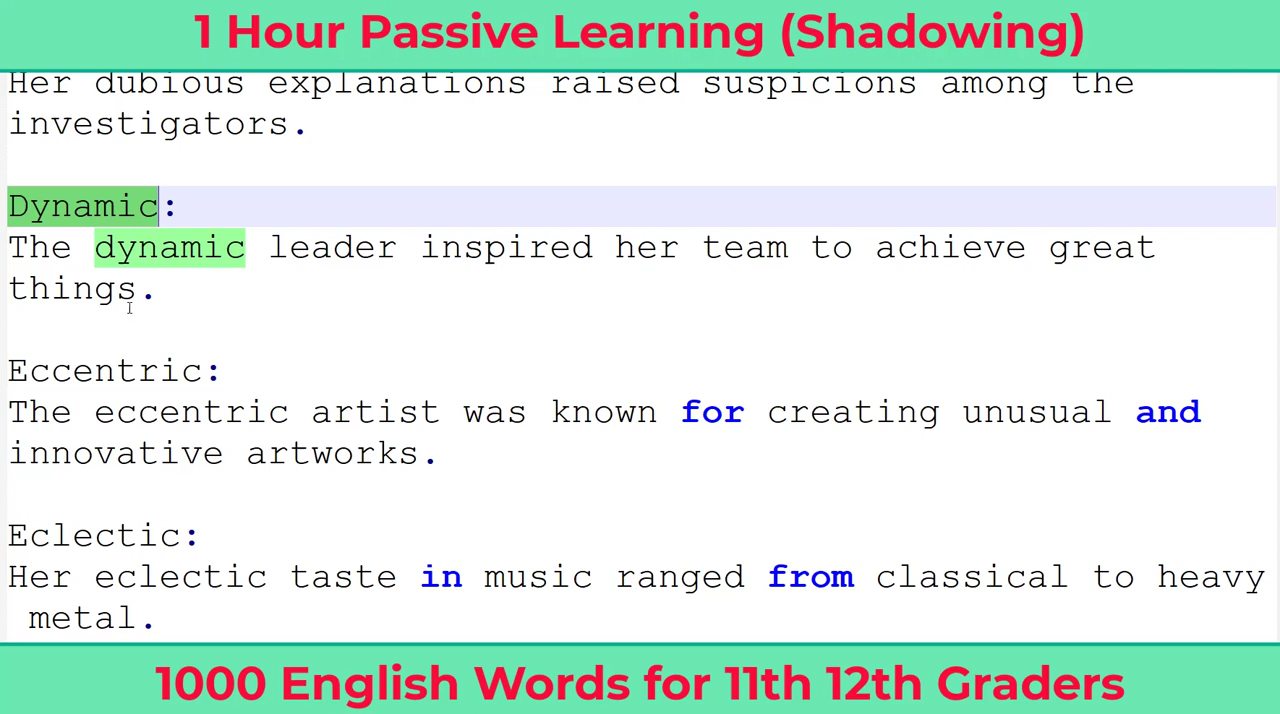 1 Hour Passive Learning (Shadowing)
Her dubious explanations raised suspicions among the
investigators.
Dynamic:
The dynamic leader inspired her team to achieve great
things.
Eccentric:
The eccentric artist was known for creating unusual and
innovative artworks.
Eclectic:
Her eclectic taste in music ranged from classical to heavy
metal.
1000 English Words for 11th 12th Graders